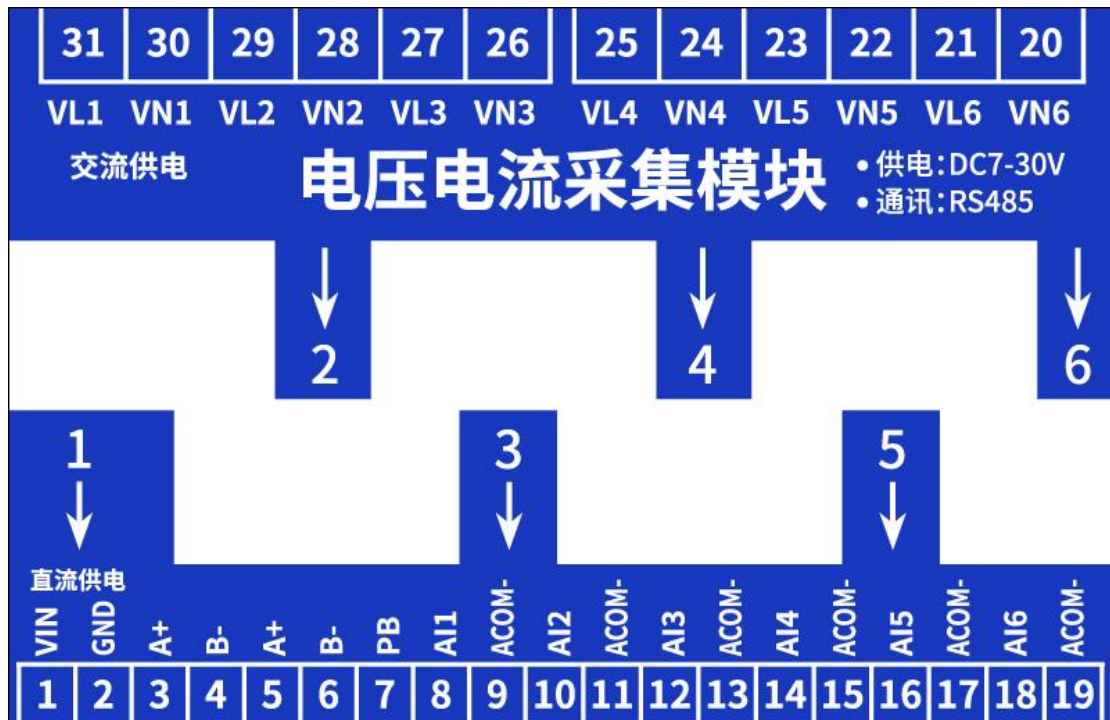 31 30 29 28 27 26 25 24 23 22 21 20
VL1 VN1 VL2 VN2 VL3 VN3 VL4 VN4 VL5 VN5 VL6 VN6
交流供电
电压电流采集模块
• 供电:DC7-30V
• 通讯:RS485
2 4 6
1 3 5
直流供电
VIN GND A+ B- A+ B- PB AI1 ACOM- AI2 ACOM- AI3 ACOM- AI4 ACOM- AI5 ACOM- AI6 ACOM-
1 2 3 4 5 6 7 8 9 10 11 12 13 14 15 16 17 18 19